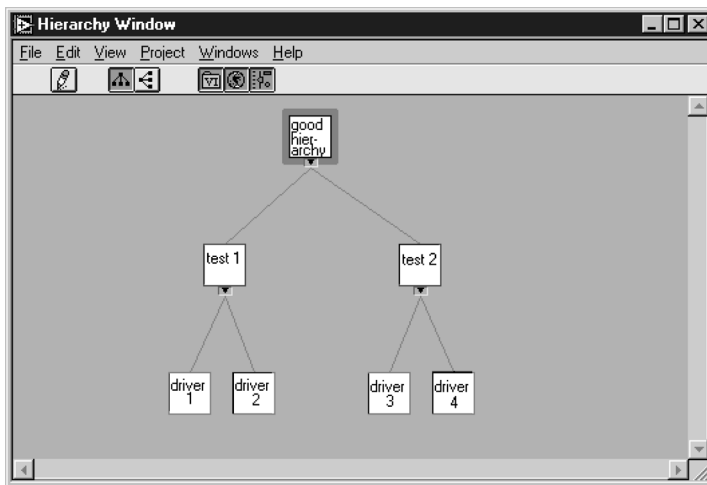 Hierarchy Window
File Edit View Project Windows Help
VI
good
hier-
archy
test 1
test 2
driver
1
driver
2
driver
3
driver
4